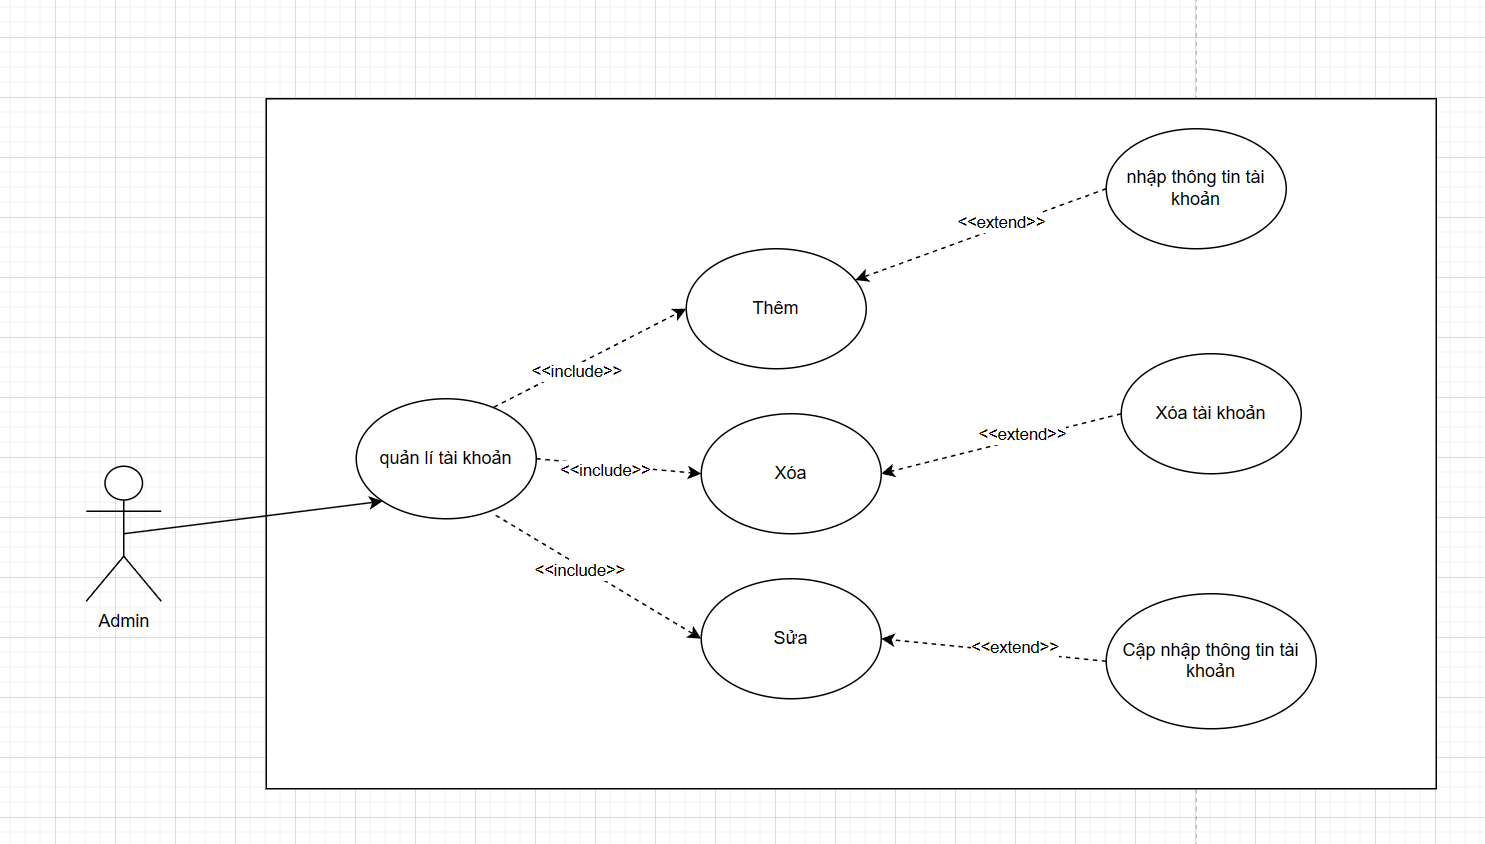 nhập thông tin tài
khoản
<<extend>>
Thêm
<<include>>
Xóa tài khoản
<<extend>>
quản lí tài khoản
<<include>>
Xóa
<<include>>
Sửa
<<extend>>
Cập nhập thông tin tài
khoản
Admin